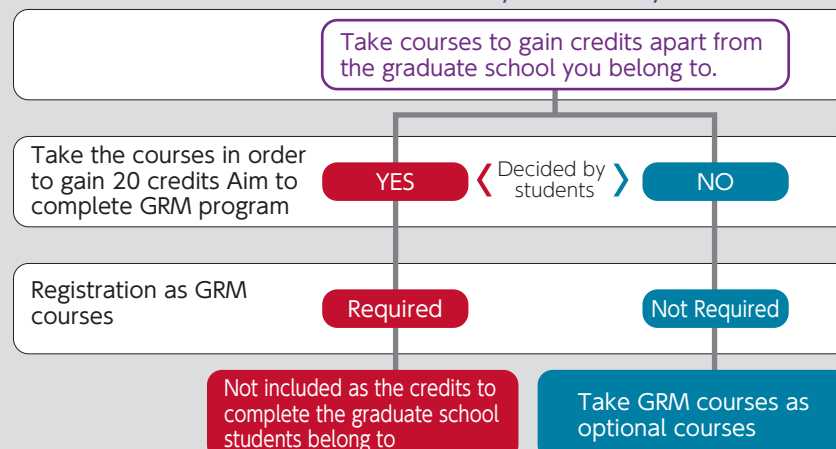 Take courses to gain credits apart from
the graduate school you belong to.
Take the courses in order
to gain 20 credits Aim to
complete GRM program
YES
Decided by
students
NO
Registration as GRM
courses
Required
Not Required
Not included as the credits to
complete the graduate school
students belong to
Take GRM courses as
optional courses